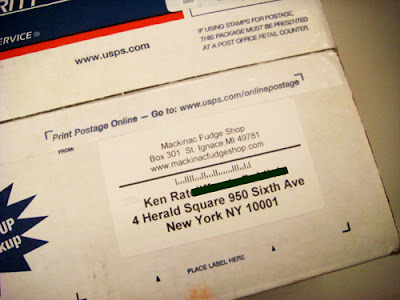 SERVICE®
www.usps.com
IF USING STAMPS FOR POSTAGE,
THIS PACKAGE MUST BE PRESENTED
AT A POST OFFICE RETAIL COUNTER.
Print Postage Online — Go to: www.usps.com/onlinepostage
FROM:
Mackinac Fudge Shop
Box 301 St. Ignace MI 49781
www.mackinacfudgeshop.com
Ken
4 Herald Square 950 Sixth Ave
New York NY 10001
UP
PLACE LABEL HERE